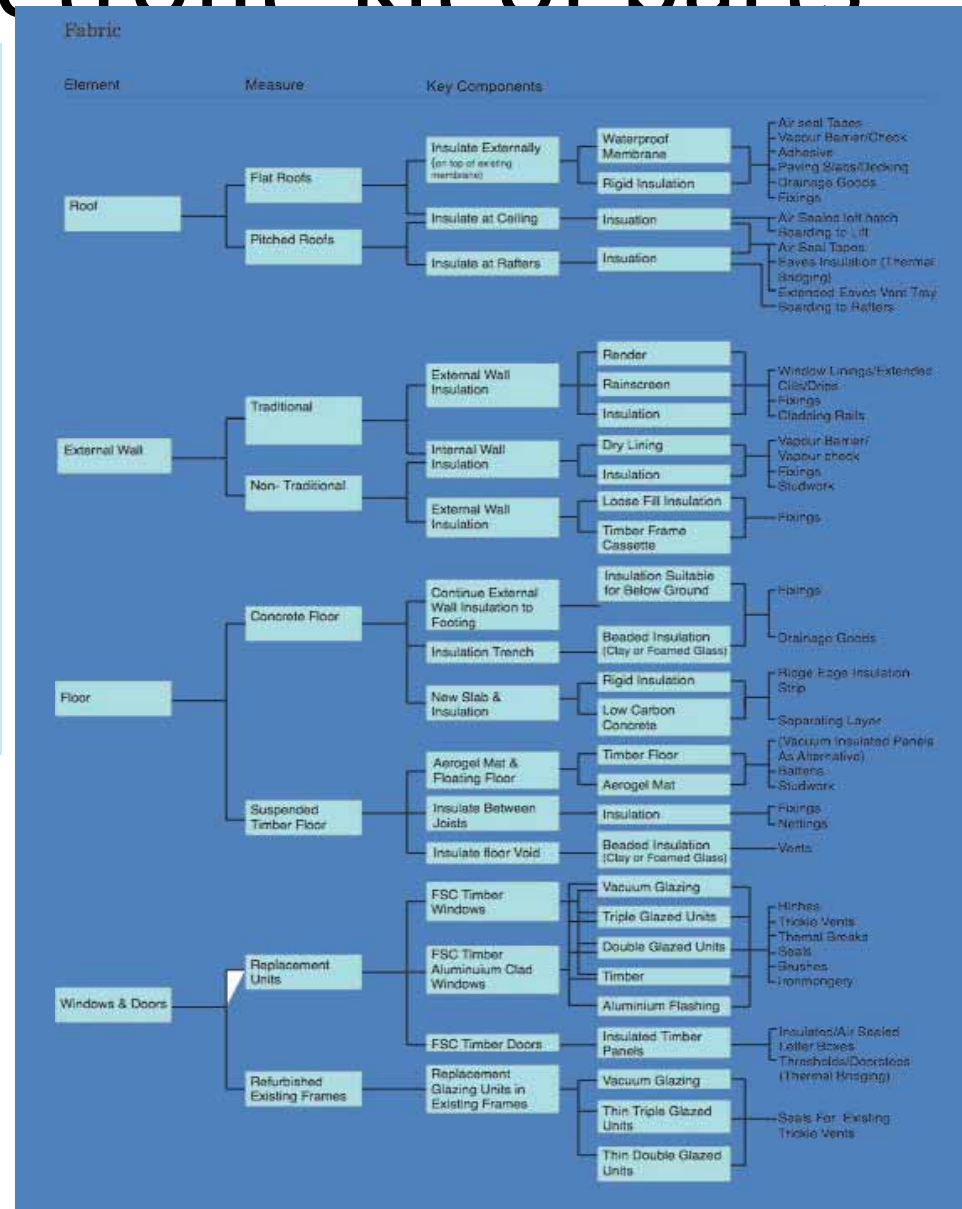 Fabric
Element Measure Key Components
Roof
Flat Roofs
Pitched Roofs
Insulate Externally
(on top of existing
membrane)
Insulate at Ceiling
Insulate at Rafters
Waterproof
Membrane
Rigid Insulation
Insuation
Insuation
Air seal Tapes
Vapour Barrier/Check
Adhesive
Paving Slabs/Decking
Drainage Goods
Fixings
Air Sealed loft hatch
Boarding to Lift
Air Seal Tapes
Eaves Insulation (Thermal
Bridging)
Extended Eaves Vent Tray
Boarding to Rafters
External Wall
Traditional
Non- Traditional
External Wall
Insulation
Internal Wall
Insulation
External Wall
Insulation
Render
Rainscreen
Insulation
Dry Lining
Insulation
Loose Fill Insulation
Timber Frame
Cassette
Window Linings/Extended
Cills/Drips
Fixings
Cladding Rails
Vapour Barrier/
Vapour check
Fixings
Studwork
Fixings
Floor
Concrete Floor
Suspended
Timber Floor
Continue External
Wall Insulation to
Footing
Insulation Trench
New Slab &
Insulation
Aerogel Mat &
Floating Floor
Insulate Between
Joists
Insulate floor Void
Insulation Suitable
for Below Ground
Beaded Insulation
(Clay or Foamed Glass)
Rigid Insulation
Low Carbon
Concrete
Timber Floor
Aerogel Mat
Insulation
Beaded Insulation
(Clay or Foamed Glass)
Fixings
Drainage Goods
Ridge Edge Insulation
Strip
Separating Layer
(Vacuum Insulated Panels
As Alternative)
Battens
Studwork
Fixings
Nettings
Vents
Windows & Doors
Replacement
Units
Refurbished
Existing Frames
FSC Timber
Windows
FSC Timber
Aluminuium Clad
Windows
FSC Timber Doors
Replacement
Glazing Units in
Existing Frames
Vacuum Glazing
Triple Glazed Units
Double Glazed Units
Timber
Aluminium Flashing
Insulated Timber
Panels
Vacuum Glazing
Thin Triple Glazed
Units
Thin Double Glazed
Units
Trickle Vents
Themal Breaks
Seals
Brushes
Ironmongery
Insulated/Air Sealed
Letter Boxes
Thresholds/Doorsteps
(Thermal Bridging)
Seals For Existing
Trickle Vents